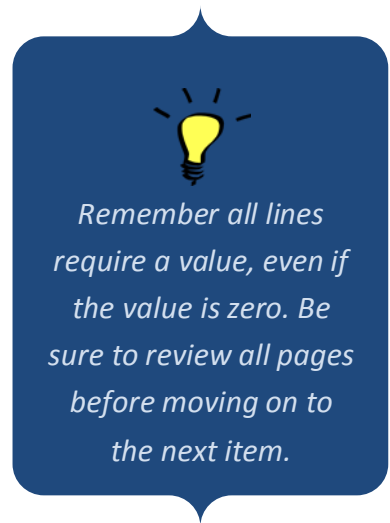 Remember all lines
require a value, even if
the value is zero. Be
sure to review all pages
before moving on to
the next item.